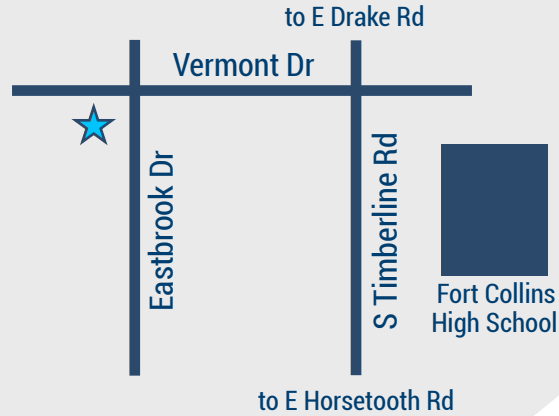 to E Drake Rd
Vermont Dr
Eastbrook Dr
S Timberline Rd
Fort Collins
High School
to E Horsetooth Rd